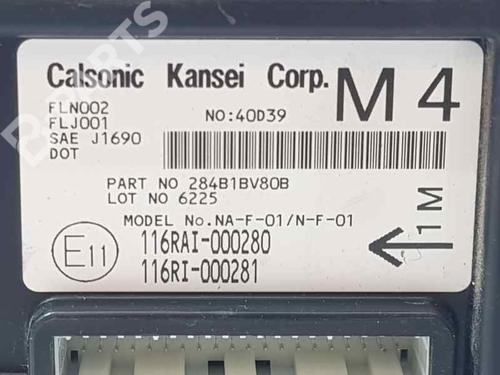 Calsonic Kansei Corp. M 4
FLN002
FLJ001
SAE J1690
DOT
NO:40D39
PART NO 284B1BV80B
LOT NO 6225
MODEL No.NA-F-01/N-F-01
E11
116RAI-000280
116RI-000281
1M